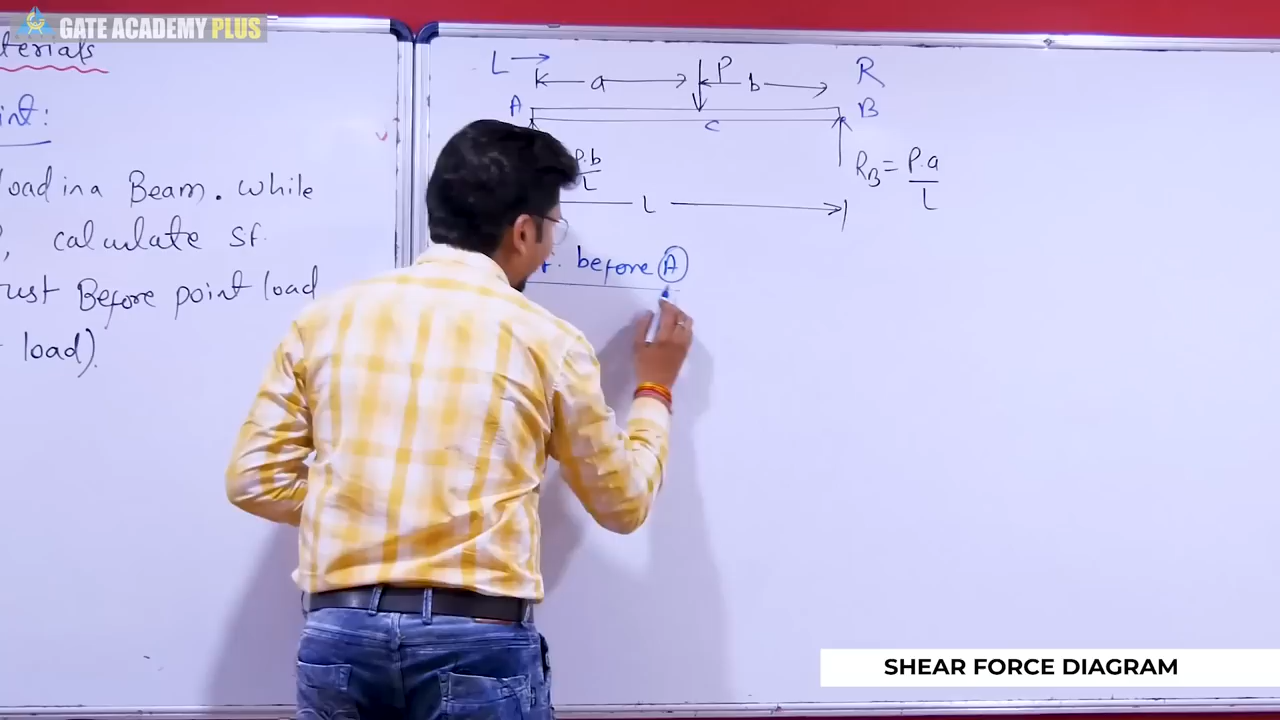 GATE ACADEMY PLUS
terials
int:
load in a Beam. while
calculate SF.
rust Before point load
load).
L → R
a P b
A B
C
P.b/L
R_B = P.a/L
L
before A
SHEAR FORCE DIAGRAM